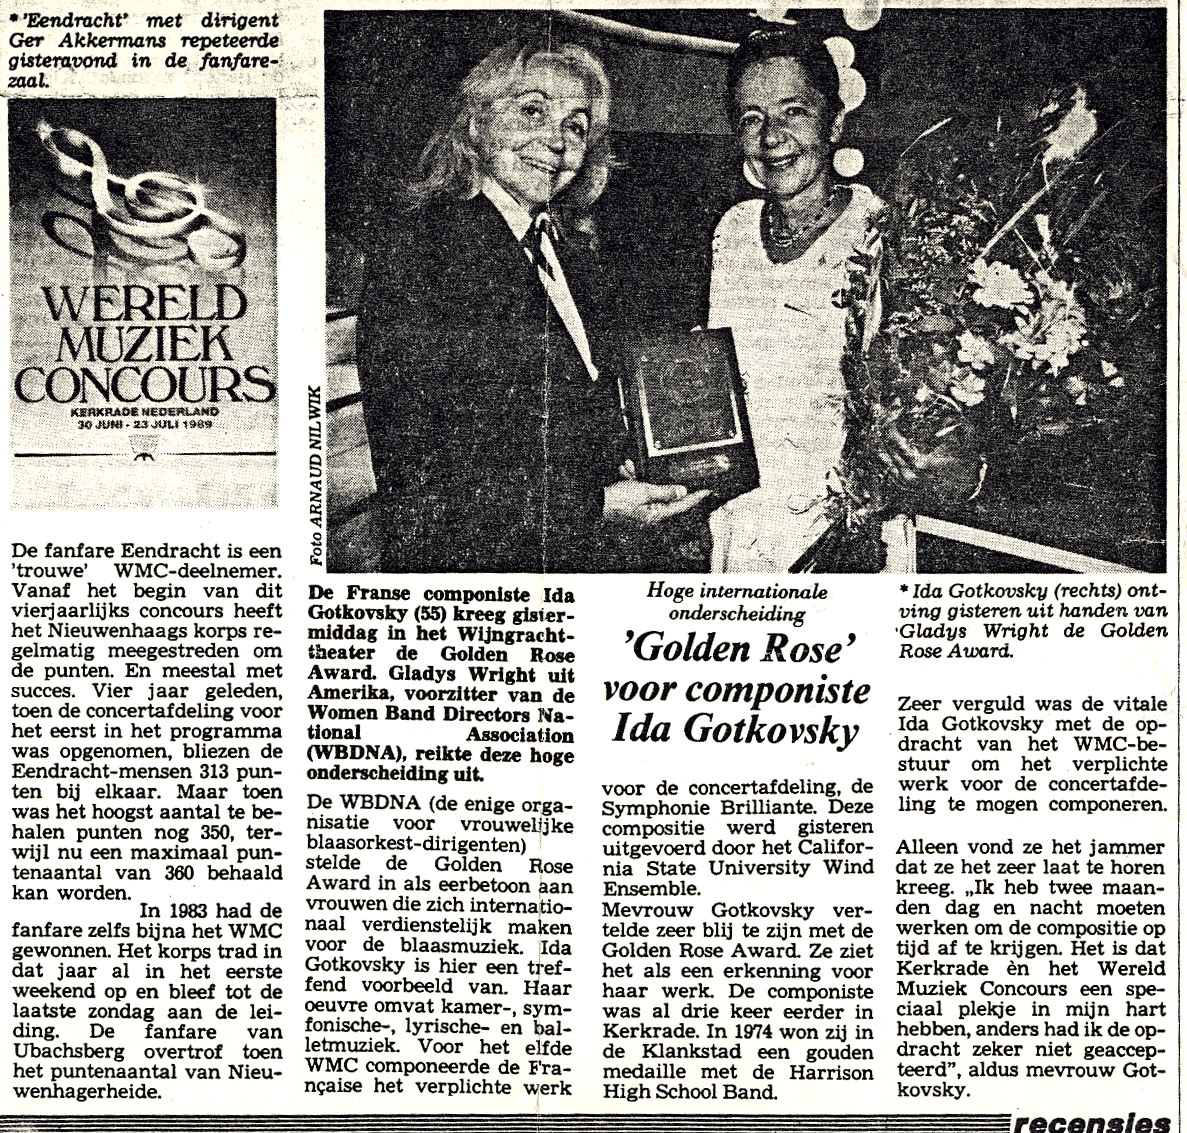 *'Eendracht' met dirigent
Ger Akkermans repeteerde
gisteravond in de fanfare-
zaal.
WERELD
MUZIEK
CONCOURS
KERKRADE NEDERLAND
30 JUNI - 23 JULI 1989
De fanfare Eendracht is een
'trouwe' WMC-deelnemer.
Vanaf het begin van dit
vierjaarlijks concours heeft
het Nieuwenhaags korps re-
gelmatig meegestreden om
de punten. En meestal met
succes. Vier jaar geleden,
toen de concertafdeling voor
het eerst in het programma
was opgenomen, bliezen de
Eendracht-mensen 313 pun-
ten bij elkaar. Maar toen
was het hoogst aantal te be-
halen punten nog 350, ter-
wijl nu een maximaal pun-
tenaantal van 360 behaald
kan worden.
In 1983 had de
fanfare zelfs bijna het WMC
gewonnen. Het korps trad in
dat jaar al in het eerste
weekend op en bleef tot de
laatste zondag aan de lei-
ding. De fanfare van
Ubachsberg overtrof toen
het puntenaantal van Nieu-
wenhagerheide.
Foto ARNAUD NILWIK
De Franse componiste Ida
Gotkovsky (55) kreeg gister-
middag in het Wijngracht-
theater de Golden Rose
Award. Gladys Wright uit
Amerika, voorzitter van de
Women Band Directors Na-
tional Association
(WBDNA), reikte deze hoge
onderscheiding uit.
De WBDNA (de enige orga-
nisatie voor vrouwelijke
blaasorkest-dirigenten)
stelde de Golden Rose
Award in als eerbetoon aan
vrouwen die zich internatio-
naal verdienstelijk maken
voor de blaasmuziek. Ida
Gotkovsky is hier een tref-
fend voorbeeld van. Haar
oeuvre omvat kamer-, sym-
fonische-, lyrische- en bal-
letmuziek. Voor het elfde
WMC componeerde de Fra-
nçaise het verplichte werk
Hoge internationale
onderscheiding
'Golden Rose'
voor componiste
Ida Gotkovsky
voor de concertafdeling, de
Symphonie Brilliante. Deze
compositie werd gisteren
uitgevoerd door het Califor-
nia State University Wind
Ensemble.
Mevrouw Gotkovsky ver-
telde zeer blij te zijn met de
Golden Rose Award. Ze ziet
het als een erkenning voor
haar werk. De componiste
was al drie keer eerder in
Kerkrade. In 1974 won zij in
de Klankstad een gouden
medaille met de Harrison
High School Band.
* Ida Gotkovsky (rechts) ont-
ving gisteren uit handen van
Gladys Wright de Golden
Rose Award.
Zeer verguld was de vitale
Ida Gotkovsky met de op-
dracht van het WMC-be-
stuur om het verplichte
werk voor de concertafde-
ling te mogen componeren.
Alleen vond ze het jammer
dat ze het zeer laat te horen
kreeg. „Ik heb twee maan-
den dag en nacht moeten
werken om de compositie op
tijd af te krijgen. Het is dat
Kerkrade èn het Wereld
Muziek Concours een spe-
ciaal plekje in mijn hart
hebben, anders had ik de op-
dracht zeker niet geaccep-
teerd”, aldus mevrouw Got-
kovsky.
recensies